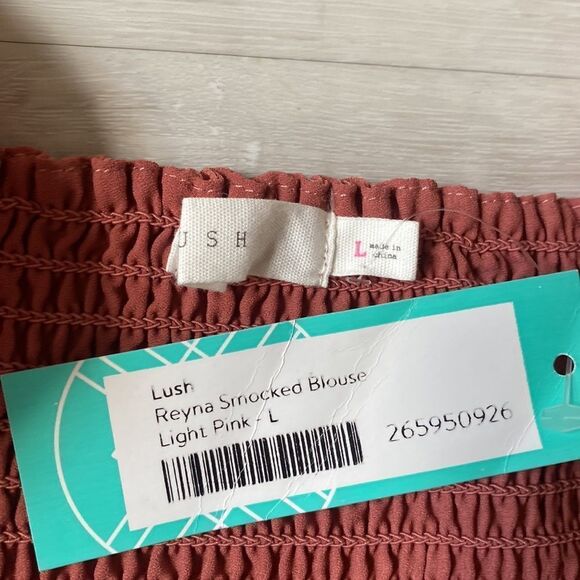 USH
L
made in
china
Lush
Reyna Smocked Blouse
Light Pink - L
265950926